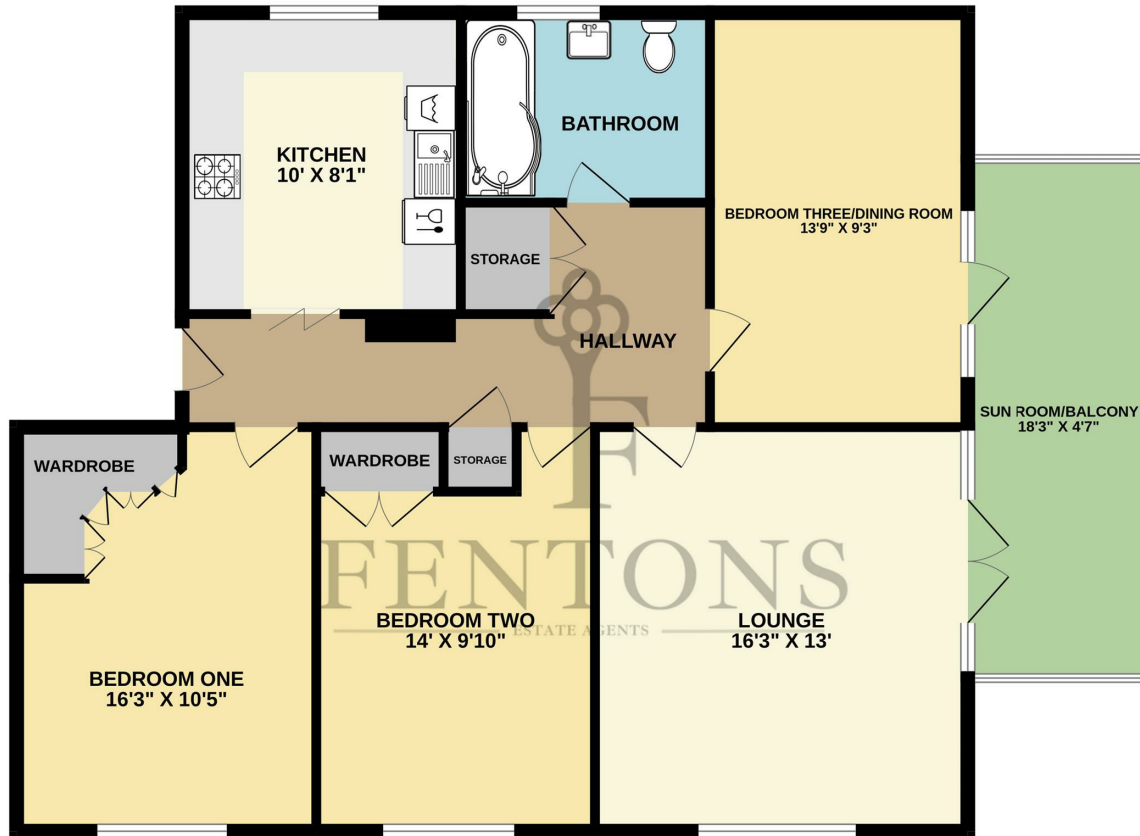 KITCHEN
10' X 8'1"
BATHROOM
BEDROOM THREE/DINING ROOM
13'9" X 9'3"
STORAGE
HALLWAY
SUN ROOM/BALCONY
18'3" X 4'7"
WARDROBE
WARDROBE
STORAGE
FENTONS
ESTATE AGENTS
BEDROOM TWO
14' X 9'10"
LOUNGE
16'3" X 13'
BEDROOM ONE
16'3" X 10'5"